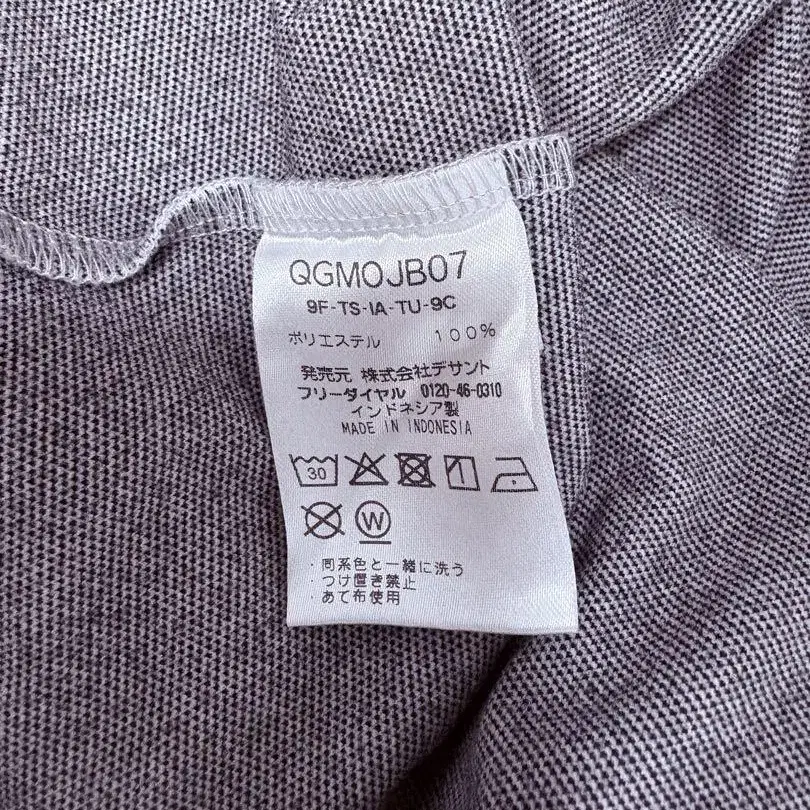 QGMOJB07
9F-TS-IA-TU-9C
ポリエステル 100%
発売元 株式会社デサント
フリーダイヤル 0120-46-0310
インドネシア製
MADE IN INDONESIA
30
W
・同系色と一緒に洗う
・つけ置き禁止
・あて布使用